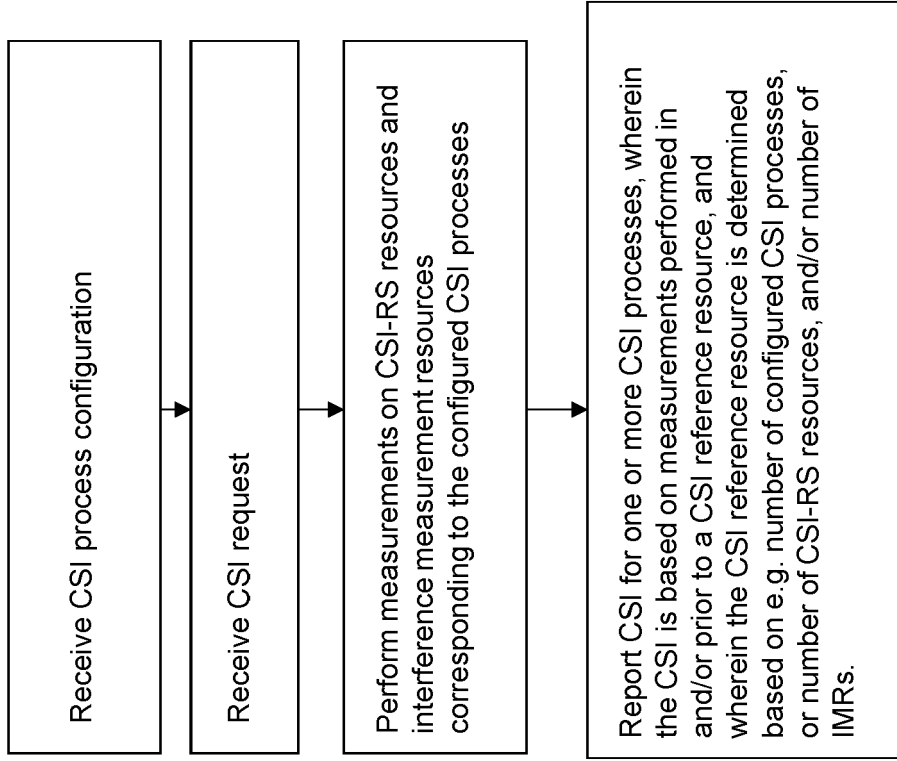 Receive CSI process configuration
Receive CSI request
Perform measurements on CSI-RS resources and
interference measurement resources
corresponding to the configured CSI processes
Report CSI for one or more CSI processes, wherein
the CSI is based on measurements performed in
and/or prior to a CSI reference resource, and
wherein the CSI reference resource is determined
based on e.g. number of configured CSI processes,
or number of CSI-RS resources, and/or number of
IMRs.